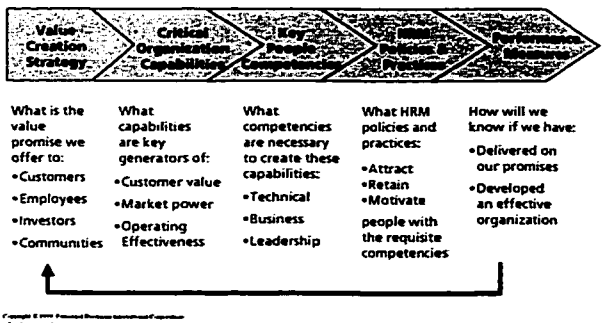 Value
Creation
Strategy
Critical
Organization
Capabilities
Key
People
Competencies
HRM
Policies &
Practices
Performance
Measures
What is the
value
promise we
offer to:
•Customers
•Employees
•Investors
•Communities
What
capabilities
are key
generators of:
•Customer value
•Market power
•Operating
Effectiveness
What
competencies
are necessary
to create these
capabilities:
•Technical
•Business
•Leadership
What HRM
policies and
practices:
•Attract
•Retain
•Motivate
people with
the requisite
competencies
How will we
know if we have:
•Delivered on
our promises
•Developed
an effective
organization
Copyright ©